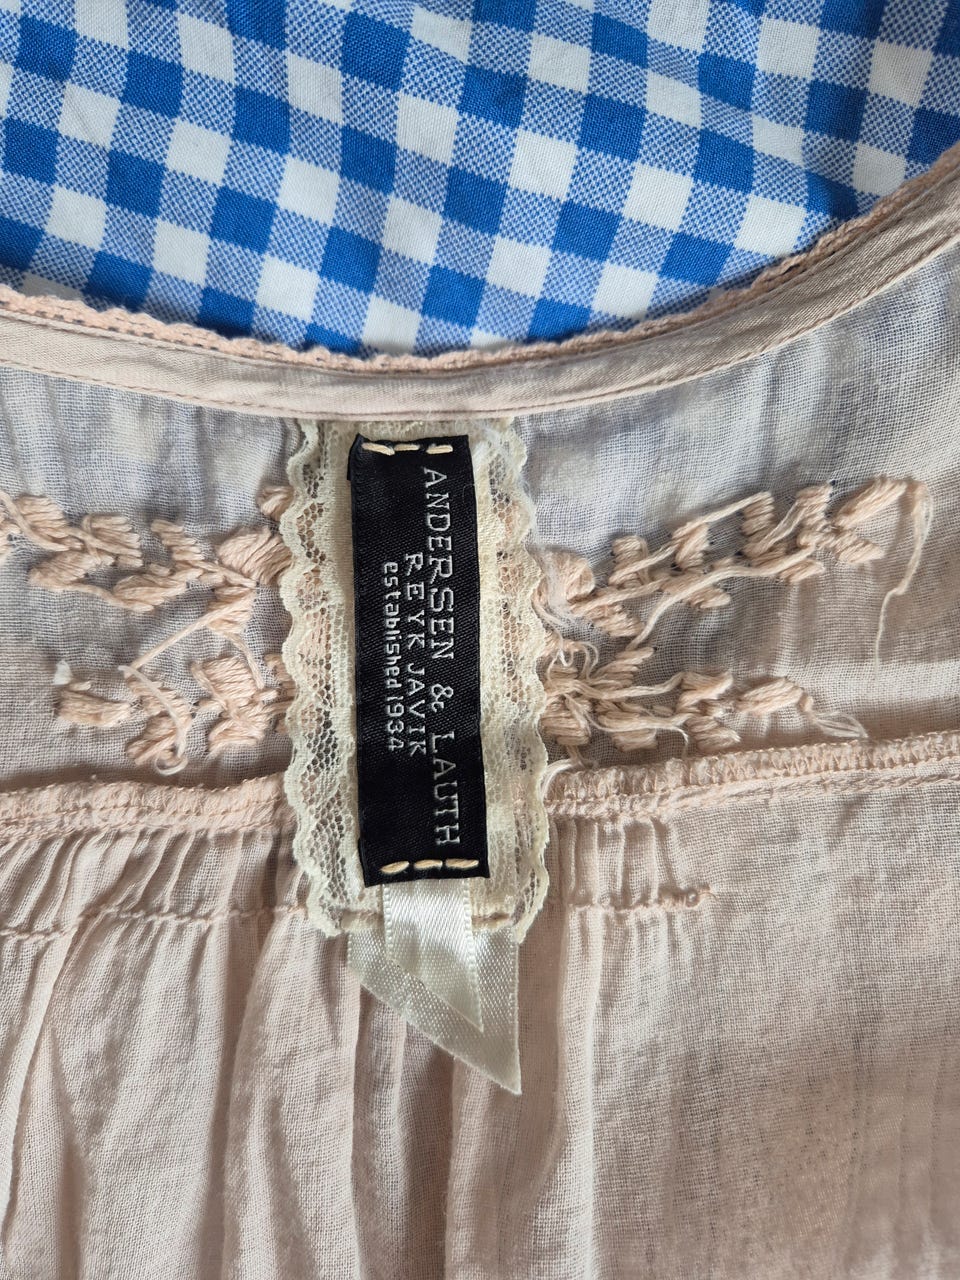 ANDERSEN & LAUTH
REYKJAVIK
established 1934